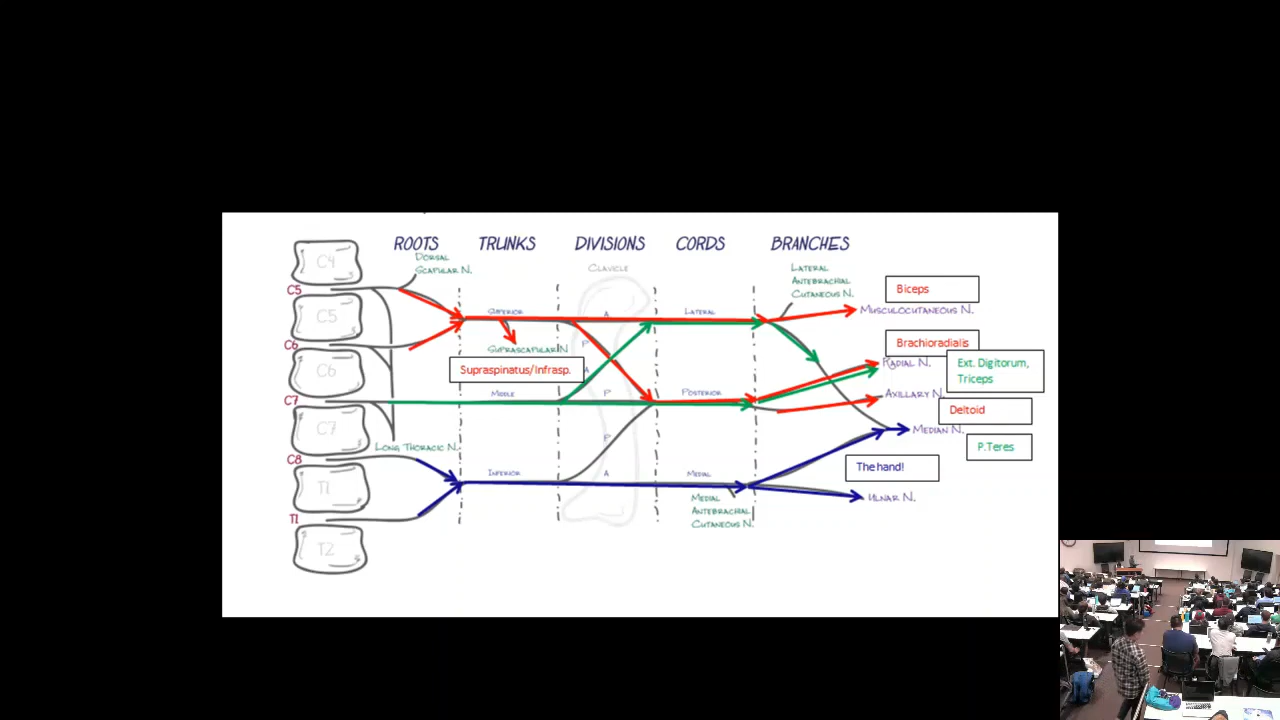 ROOTS TRUNKS DIVISIONS CORDS BRANCHES
C4
DORSAL
SCAPULAR N.
CLAVICLE
LATERAL
ANTEBRACHIAL
CUTANEOUS N.
C5
C5
Biceps
SUPERIOR
A
LATERAL
MUSCULOCUTANEOUS N.
C6
SUPRASCAPULAR N
P
Brachioradialis
C6
Supraspinatus/Infrasp.
A
RADIAL N.
Ext. Digitorum,
Triceps
C7
MIDDLE
P
POSTERIOR
AXILLARY N.
Deltoid
C7
P
MEDIAN N.
LONG THORACIC N.
P.Teres
C8
INFERIOR
A
MEDIAL
The hand!
T1
MEDIAL
ANTEBRACHIAL
CUTANEOUS N.
ULNAR N.
T1
T2